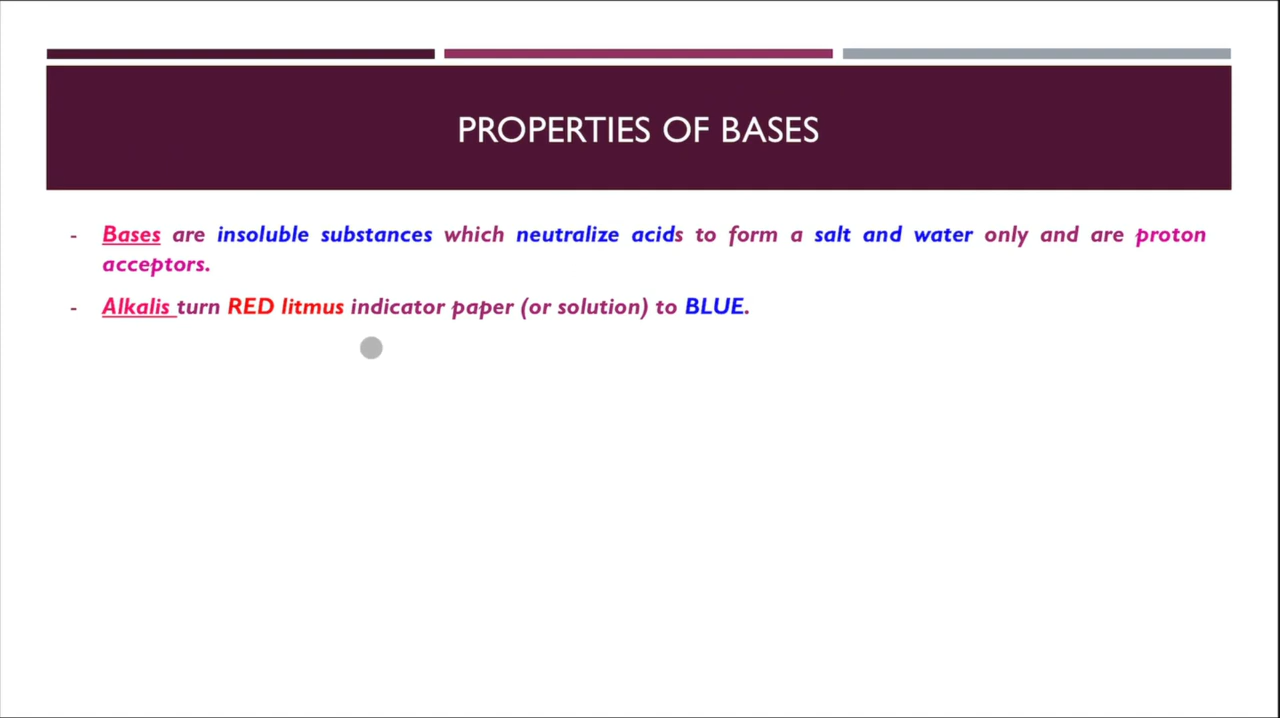 PROPERTIES OF BASES
- Bases are insoluble substances which neutralize acids to form a salt and water only and are proton
acceptors.
- Alkalis turn RED litmus indicator paper (or solution) to BLUE.